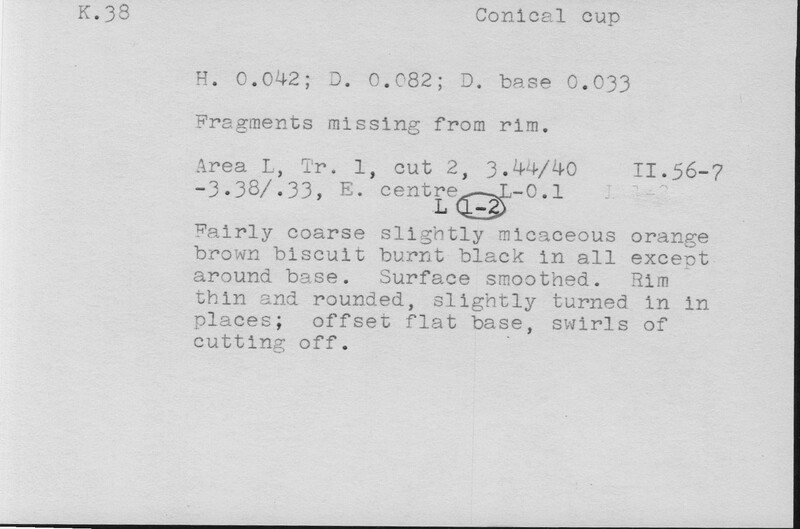 K.38 Conical cup
H. 0.042; D. 0.082; D. base 0.033
Fragments missing from rim.
Area L, Tr. 1, cut 2, 3.44/40 II.56-7
-3.38/.33, E. centre L-0.1
L 1-2
Fairly coarse slightly micaceous orange
brown biscuit burnt black in all except
around base. Surface smoothed. Rim
thin and rounded, slightly turned in in
places; offset flat base, swirls of
cutting off.